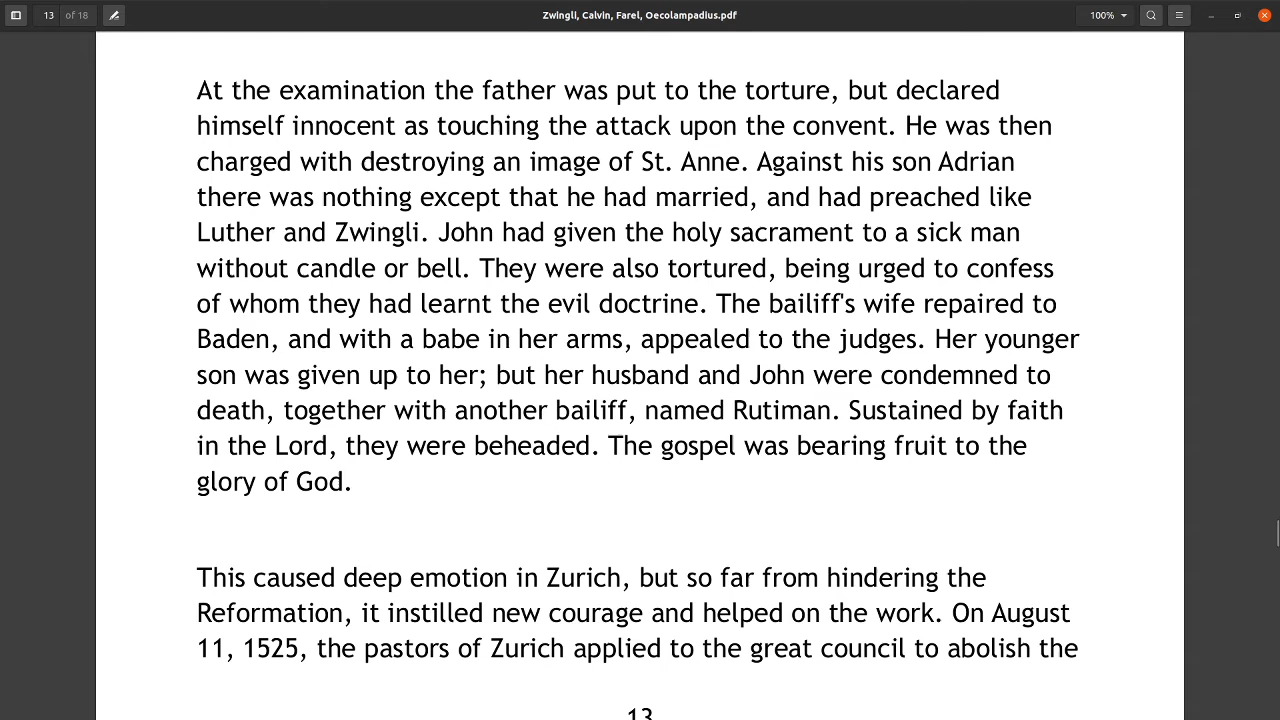 13 of 18
Zwingli, Calvin, Farel, Oecolampadius.pdf
100%
At the examination the father was put to the torture, but declared
himself innocent as touching the attack upon the convent. He was then
charged with destroying an image of St. Anne. Against his son Adrian
there was nothing except that he had married, and had preached like
Luther and Zwingli. John had given the holy sacrament to a sick man
without candle or bell. They were also tortured, being urged to confess
of whom they had learnt the evil doctrine. The bailiff's wife repaired to
Baden, and with a babe in her arms, appealed to the judges. Her younger
son was given up to her; but her husband and John were condemned to
death, together with another bailiff, named Rutiman. Sustained by faith
in the Lord, they were beheaded. The gospel was bearing fruit to the
glory of God.
This caused deep emotion in Zurich, but so far from hindering the
Reformation, it instilled new courage and helped on the work. On August
11, 1525, the pastors of Zurich applied to the great council to abolish the
13